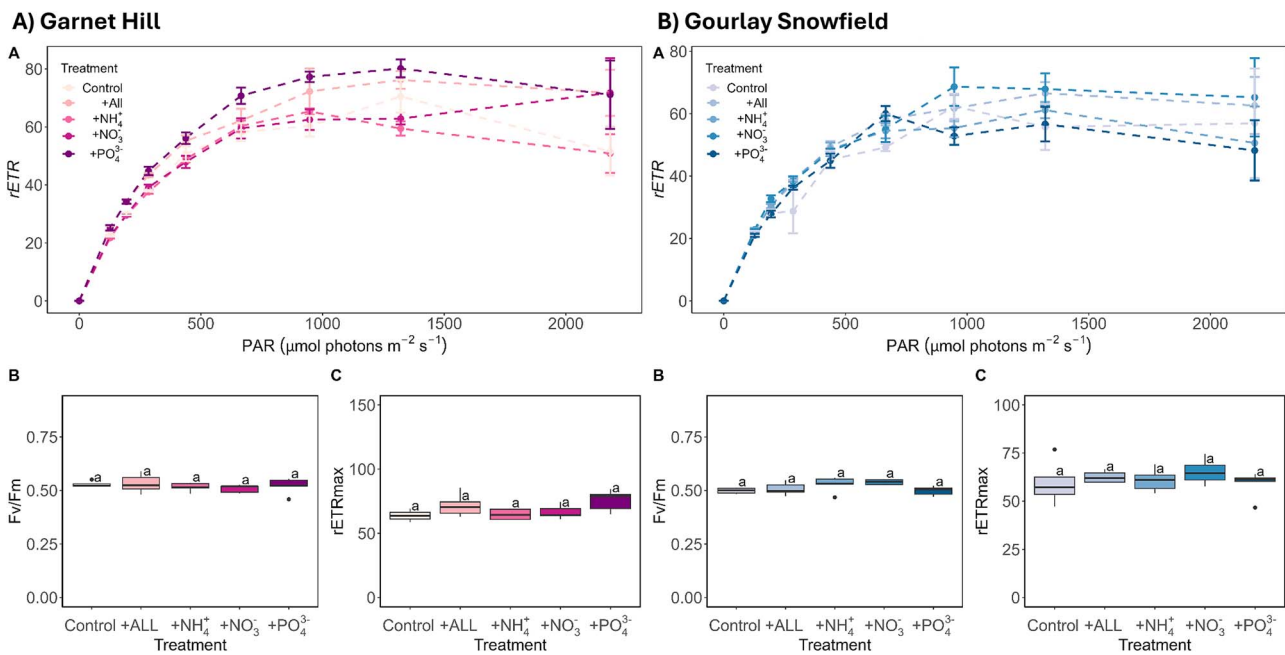 A) Garnet Hill
B) Gourlay Snowfield
A
Treatment
Control
+All
+NH₄⁺
+NO₃⁻
+PO₄³⁻
80
60
40
20
0
rETR
0 500 1000 1500 2000
PAR (μmol photons m⁻² s⁻¹)
A
Treatment
Control
+All
+NH₄⁺
+NO₃⁻
+PO₄³⁻
80
60
40
20
0
rETR
0 500 1000 1500 2000
PAR (μmol photons m⁻² s⁻¹)
B
0.75
0.50
0.25
0.00
Fv/Fm
a a a a a
Control +ALL +NH₄⁺ +NO₃⁻ +PO₄³⁻
Treatment
C
150
100
50
0
rETRmax
a a a a a
Control +ALL +NH₄⁺ +NO₃⁻ +PO₄³⁻
Treatment
B
0.75
0.50
0.25
0.00
Fv/Fm
a a a a a
Control +ALL +NH₄⁺ +NO₃⁻ +PO₄³⁻
Treatment
C
100
75
50
25
0
rETRmax
a a a a a
Control +ALL +NH₄⁺ +NO₃⁻ +PO₄³⁻
Treatment